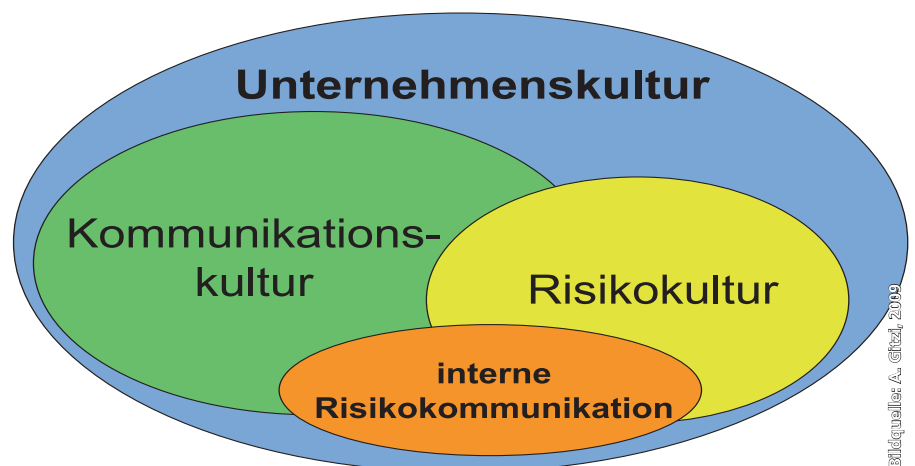 Unternehmenskultur
Kommunikations-
kultur
Risikokultur
interne
Risikokommunikation
Bildquelle: A. Gitzl, 2009